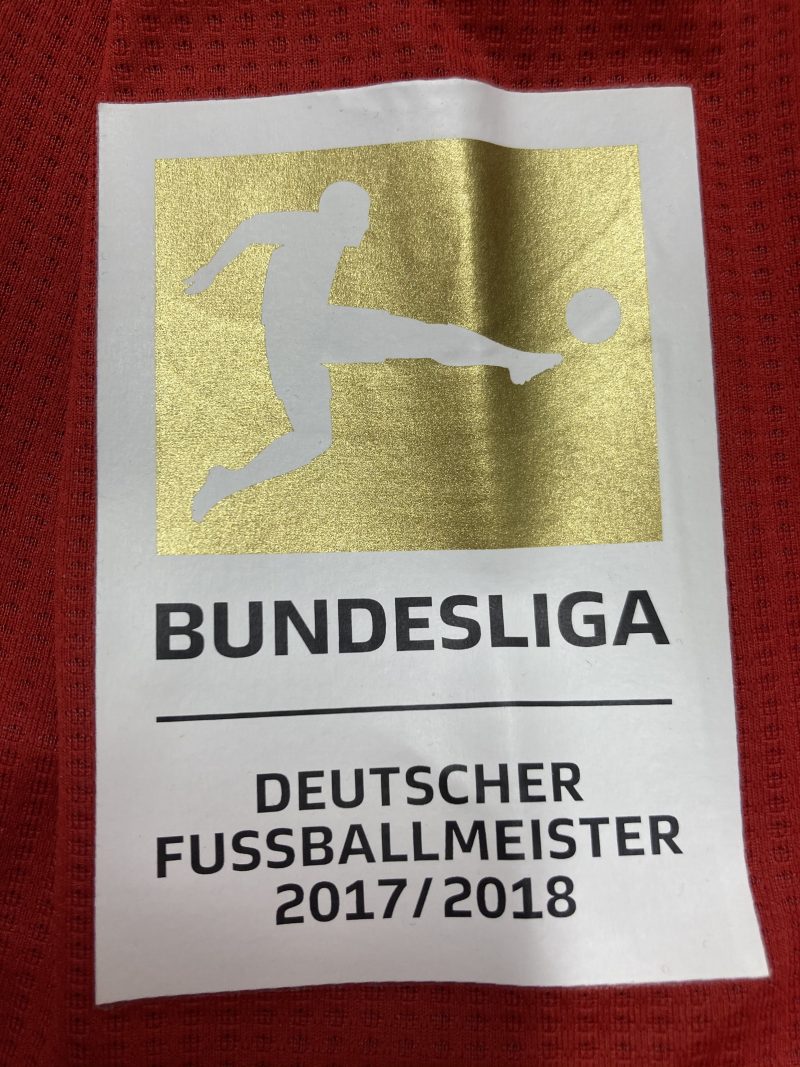 BUNDESLIGA
DEUTSCHER
FUSSBALLMEISTER
2017/2018